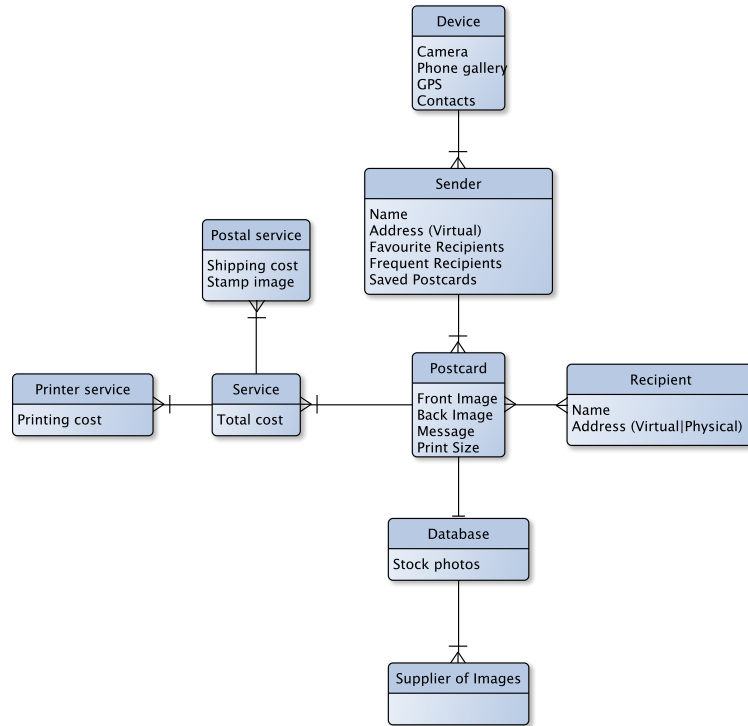 Device
Camera
Phone gallery
GPS
Contacts
Sender
Name
Address (Virtual)
Favourite Recipients
Frequent Recipients
Saved Postcards
Postal service
Shipping cost
Stamp image
Printer service
Printing cost
Service
Total cost
Postcard
Front Image
Back Image
Message
Print Size
Recipient
Name
Address (Virtual|Physical)
Database
Stock photos
Supplier of Images